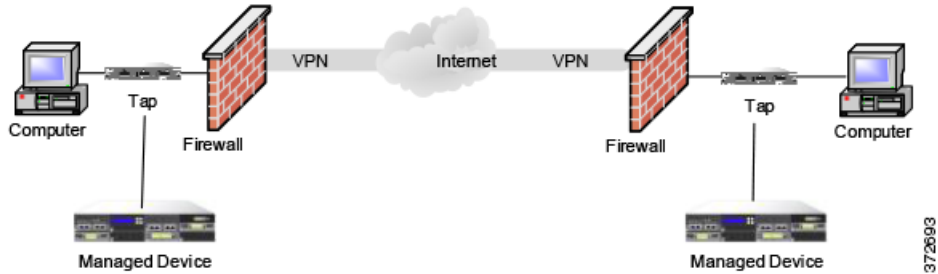 VPN
Internet
VPN
Computer
Tap
Firewall
Firewall
Tap
Computer
Managed Device
Managed Device
372693